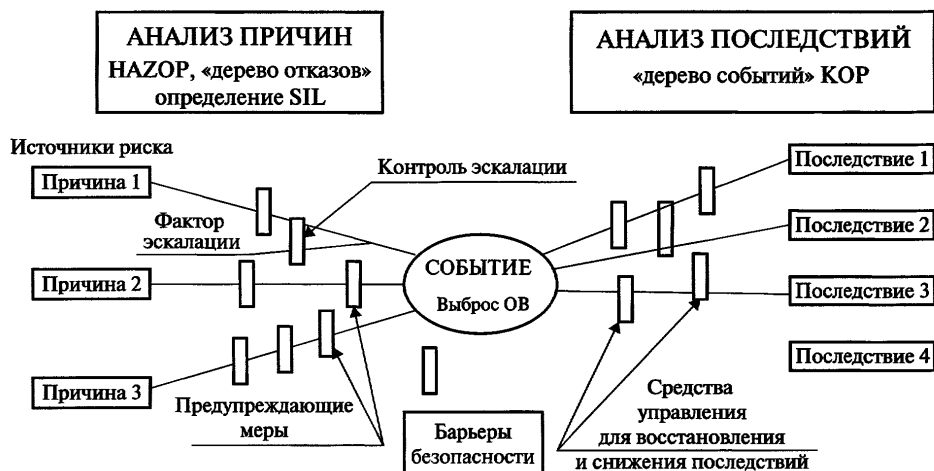 АНАЛИЗ ПРИЧИН
HAZOP, «дерево отказов»
определение SIL
АНАЛИЗ ПОСЛЕДСТВИЙ
«дерево событий» КОР
Источники риска
Причина 1
Контроль эскалации
Последствие 1
Фактор
эскалации
Последствие 2
СОБЫТИЕ
Выброс ОВ
Причина 2
Последствие 3
Последствие 4
Причина 3
Предупреждающие
меры
Барьеры
безопасности
Средства
управления
для восстановления
и снижения последствий